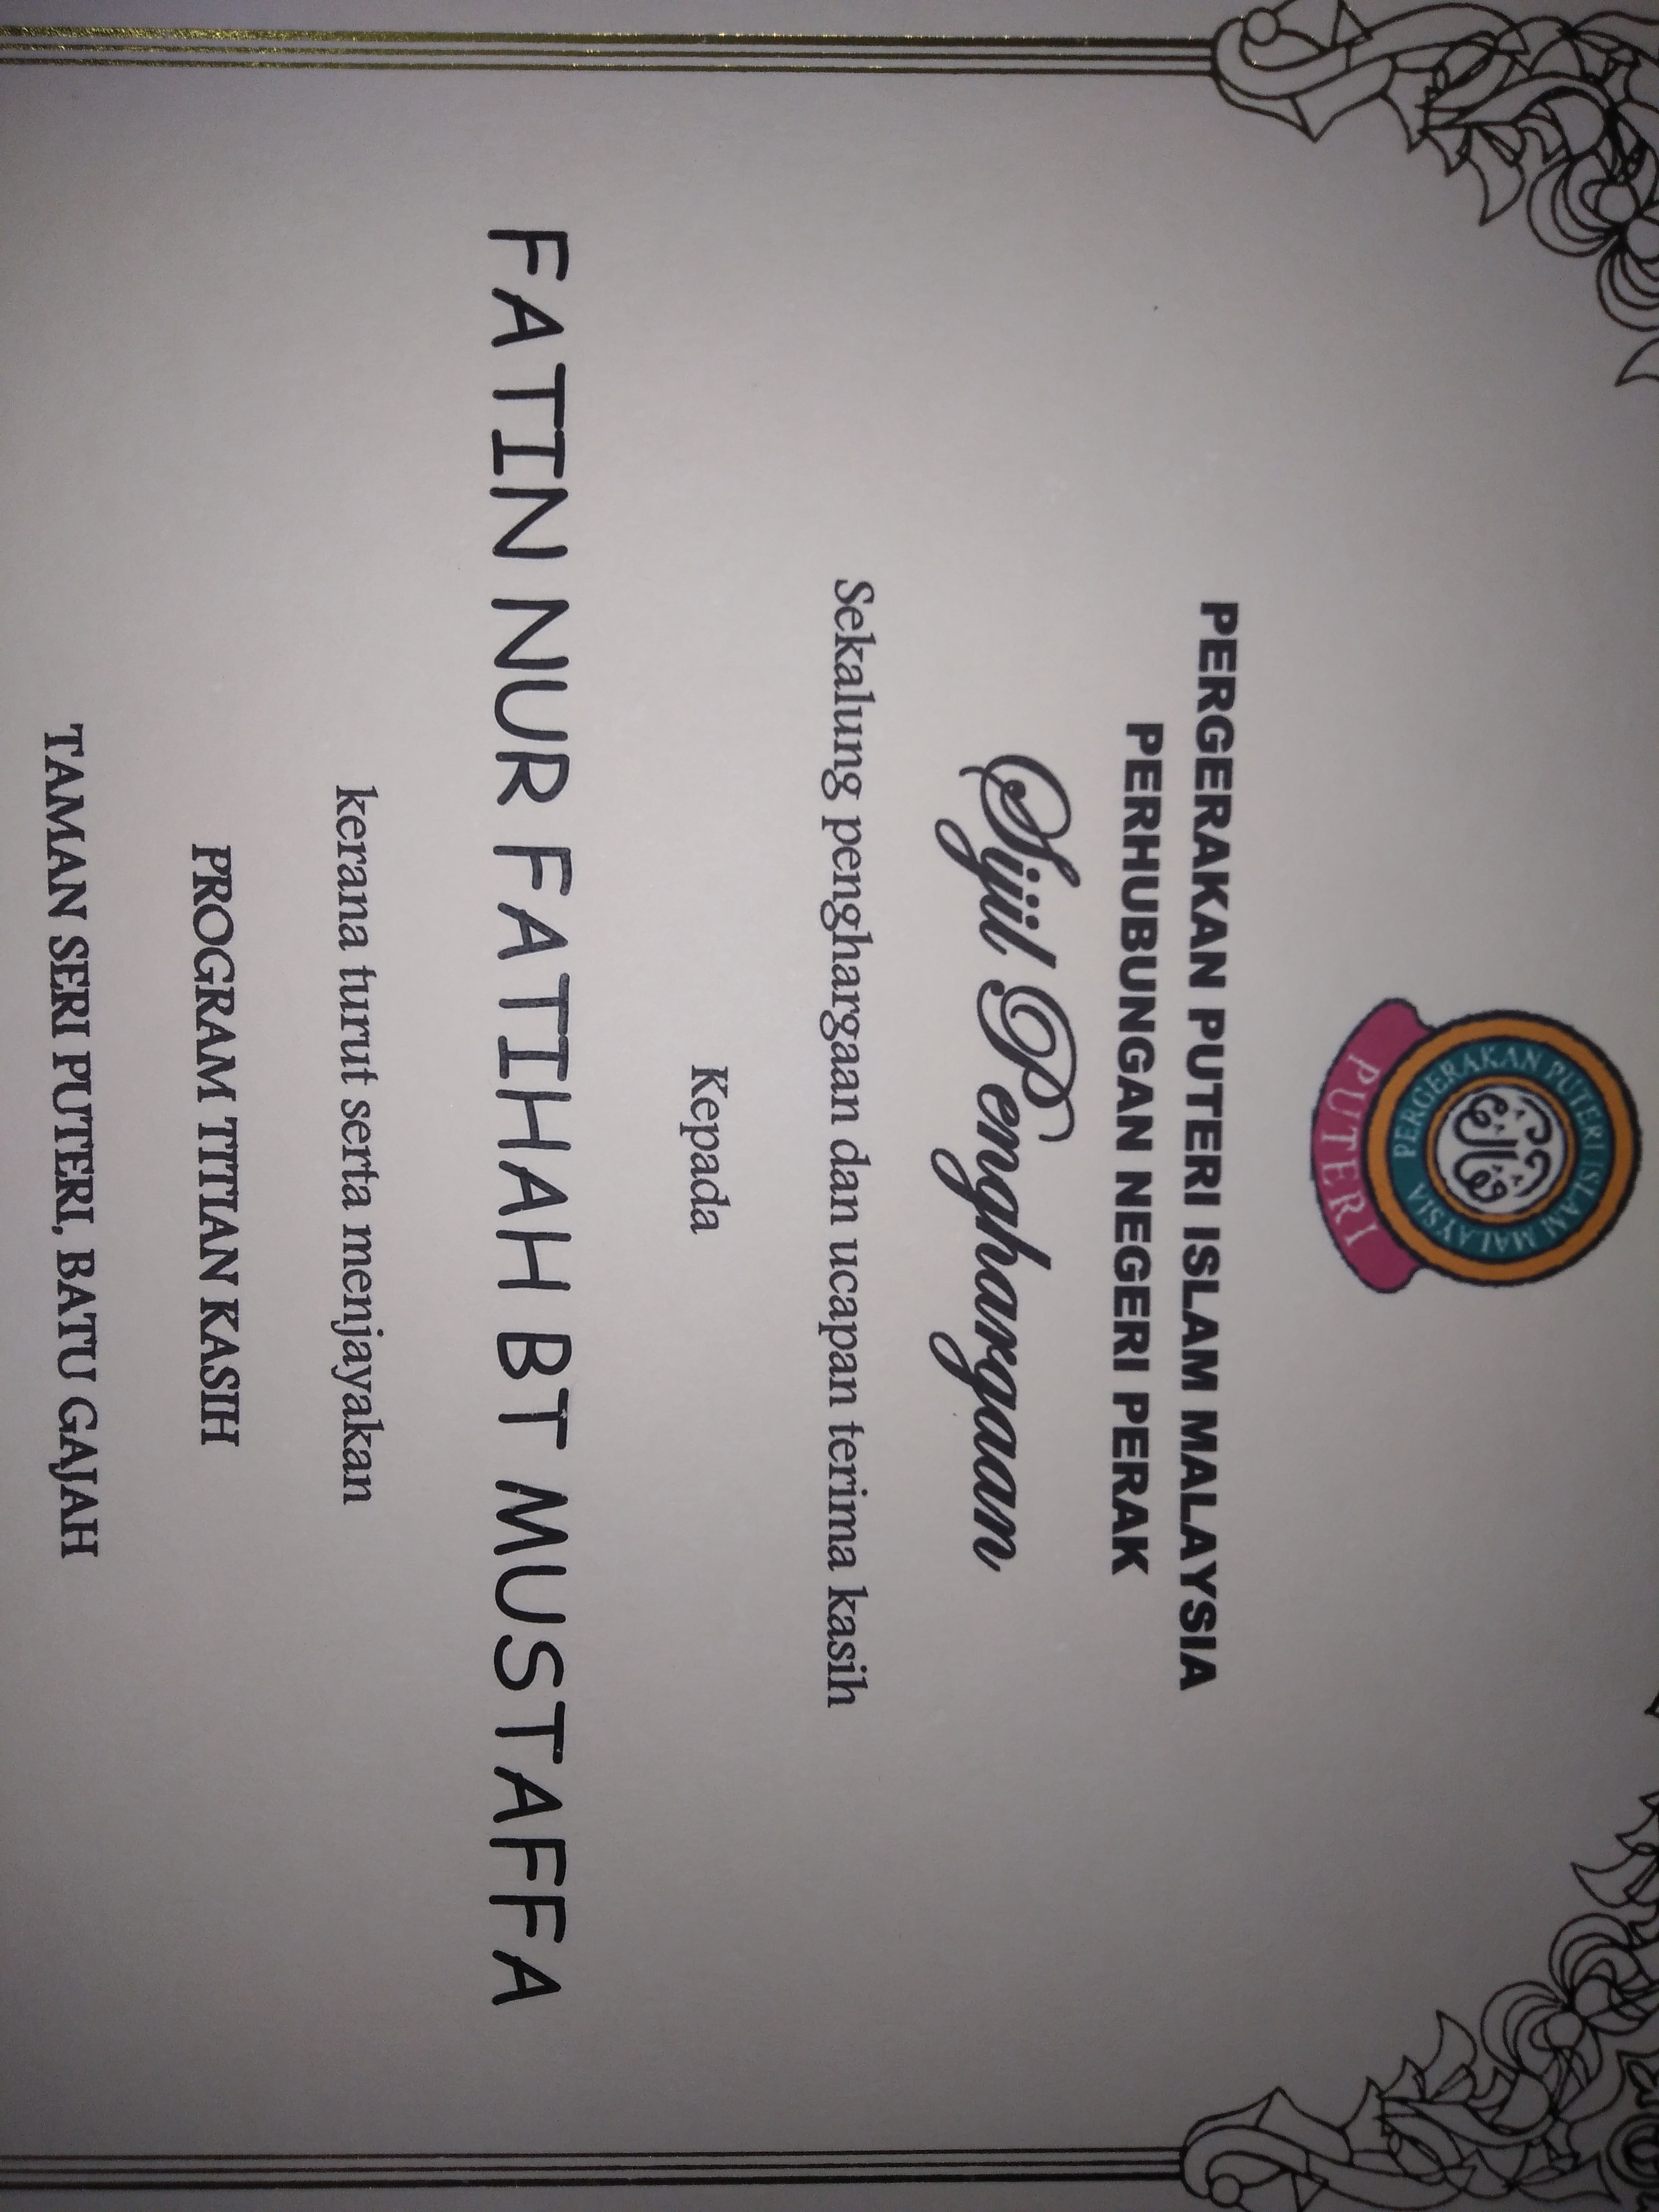 PERGERAKAN PUTERI ISLAM MALAYSIA
PUTERI
PERGERAKAN PUTERI ISLAM MALAYSIA
PERHUBUNGAN NEGERI PERAK
Sijil Penghargaan
Sekalung penghargaan dan ucapan terima kasih
Kepada
FATIN NUR FATIHAH BT MUSTAFFA
kerana turut serta menjayakan
PROGRAM TITIAN KASIH
TAMAN SERI PUTERI, BATU GAJAH